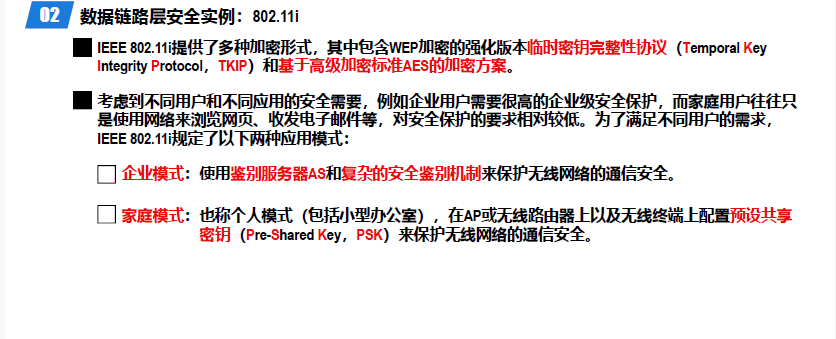 02 数据链路层安全实例：802.11i
IEEE 802.11i提供了多种加密形式，其中包含WEP加密的强化版本临时密钥完整性协议（Temporal Key
Integrity Protocol，TKIP）和基于高级加密标准AES的加密方案。
考虑到不同用户和不同应用的安全需要，例如企业用户需要很高的企业级安全保护，而家庭用户往往只
是使用网络来浏览网页、收发电子邮件等，对安全保护的要求相对较低。为了满足不同用户的需求，
IEEE 802.11i规定了以下两种应用模式：
企业模式：使用鉴别服务器AS和复杂的安全鉴别机制来保护无线网络的通信安全。
家庭模式：也称个人模式（包括小型办公室），在AP或无线路由器上以及无线终端上配置预设共享
密钥（Pre-Shared Key，PSK）来保护无线网络的通信安全。